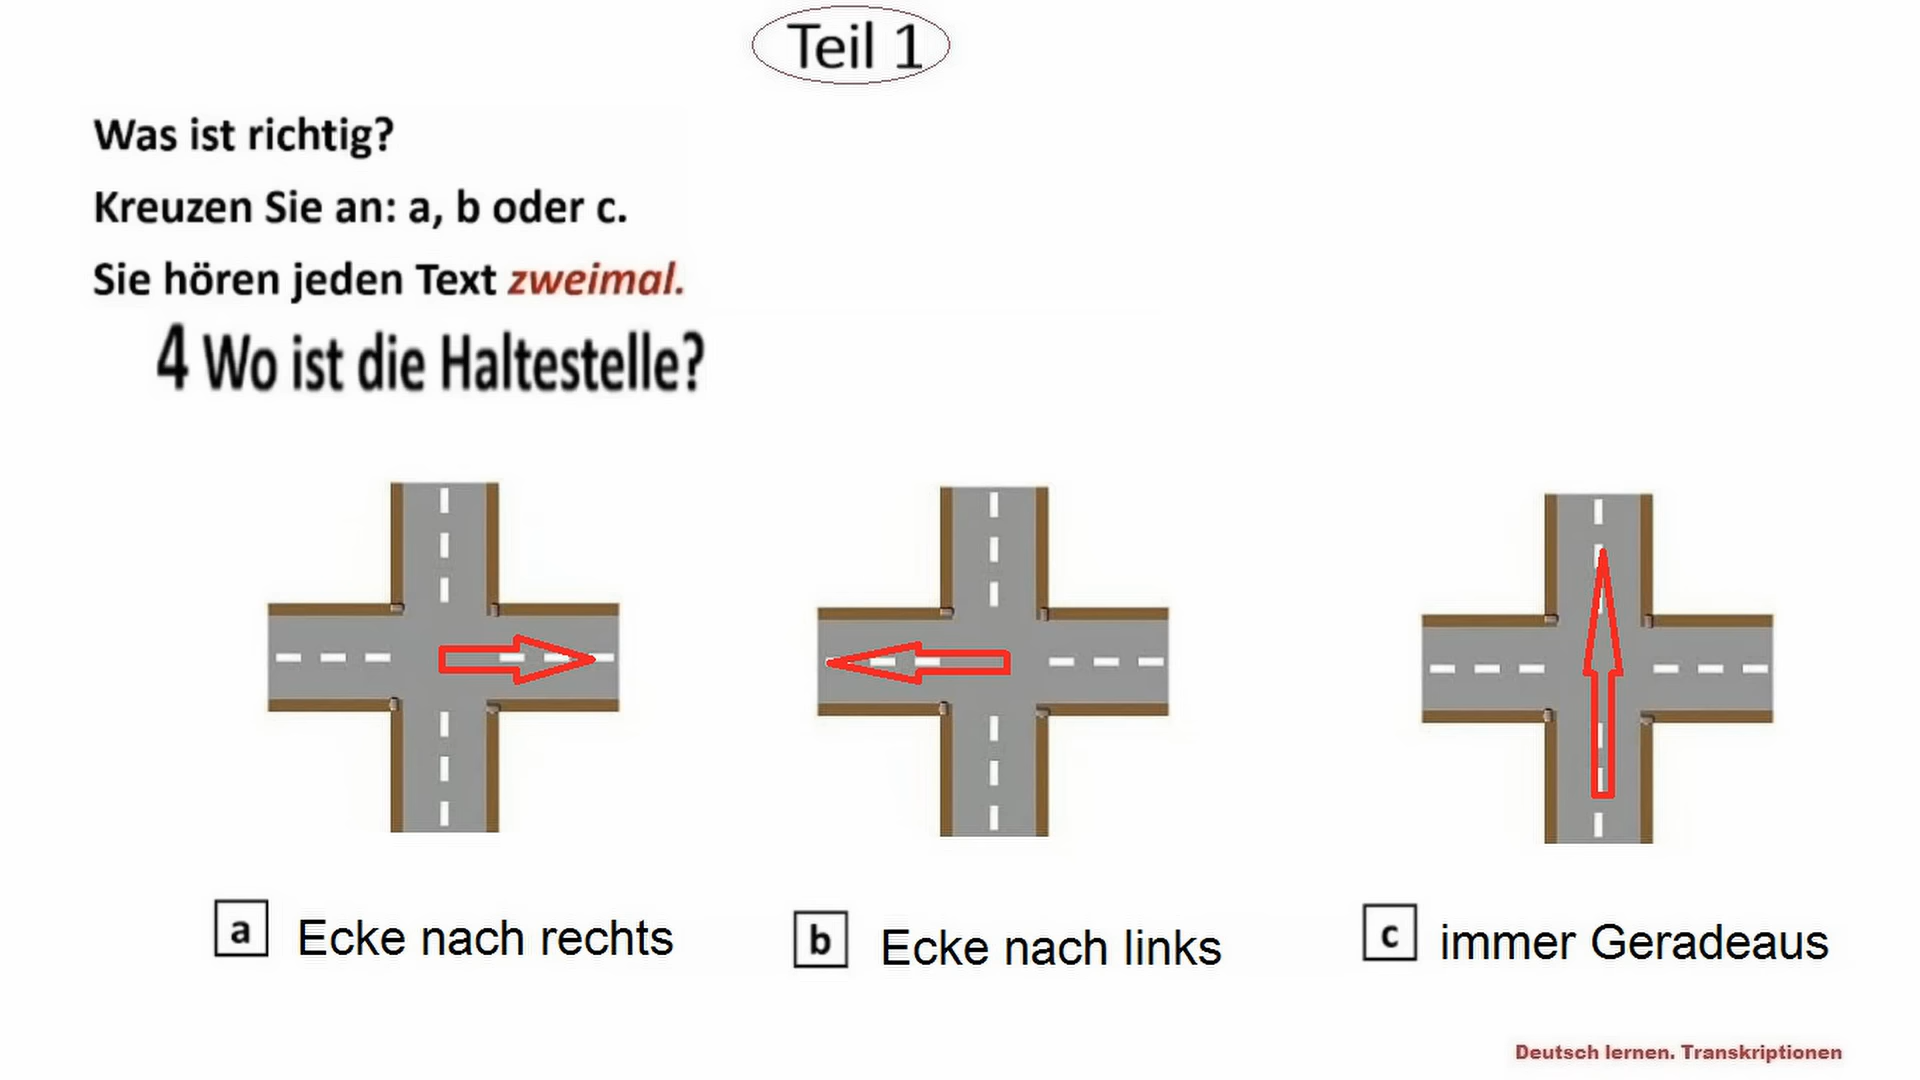 Teil 1
Was ist richtig?
Kreuzen Sie an: a, b oder c.
Sie hören jeden Text zweimal.
4 Wo ist die Haltestelle?
a Ecke nach rechts
b Ecke nach links
c immer Geradeaus
Deutsch lernen. Transkriptionen